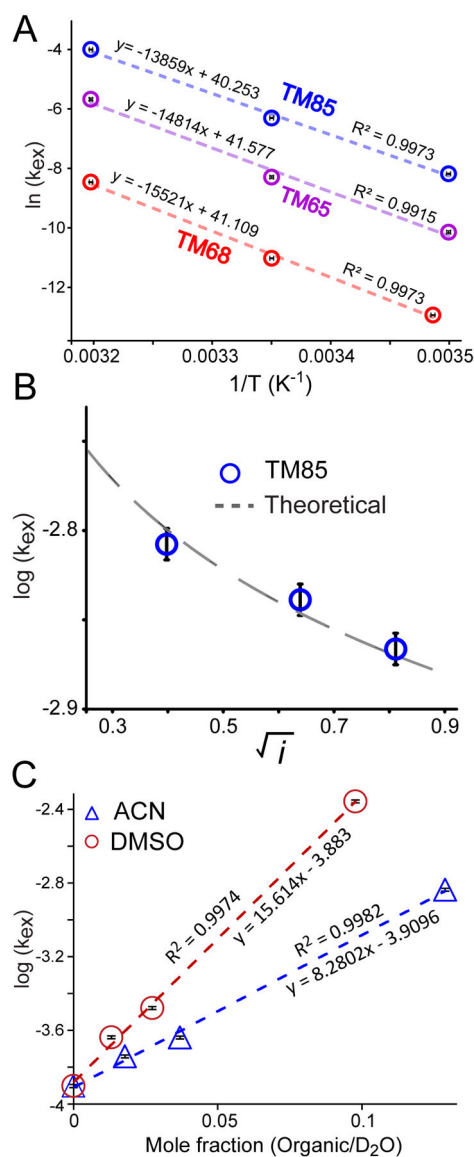 A
-4
-6
-8
-10
-12
ln (kex)
y= -13859x + 40.253
TM85
R² = 0.9973
y= -14814x + 41.577
TM65
R² = 0.9915
y= -15521x + 41.109
TM68
R² = 0.9973
0.0032 0.0033 0.0034 0.0035
1/T (K⁻¹)
B
log (kex)
-2.8
-2.9
TM85
Theoretical
0.3 0.5 0.7 0.9
√i
C
ACN
DMSO
log (kex)
-2.4
-2.8
-3.2
-3.6
-4
R² = 0.9974
y = 15.614x - 3.883
R² = 0.9982
y = 8.2802x - 3.9096
0 0.05 0.1
Mole fraction (Organic/D₂O)